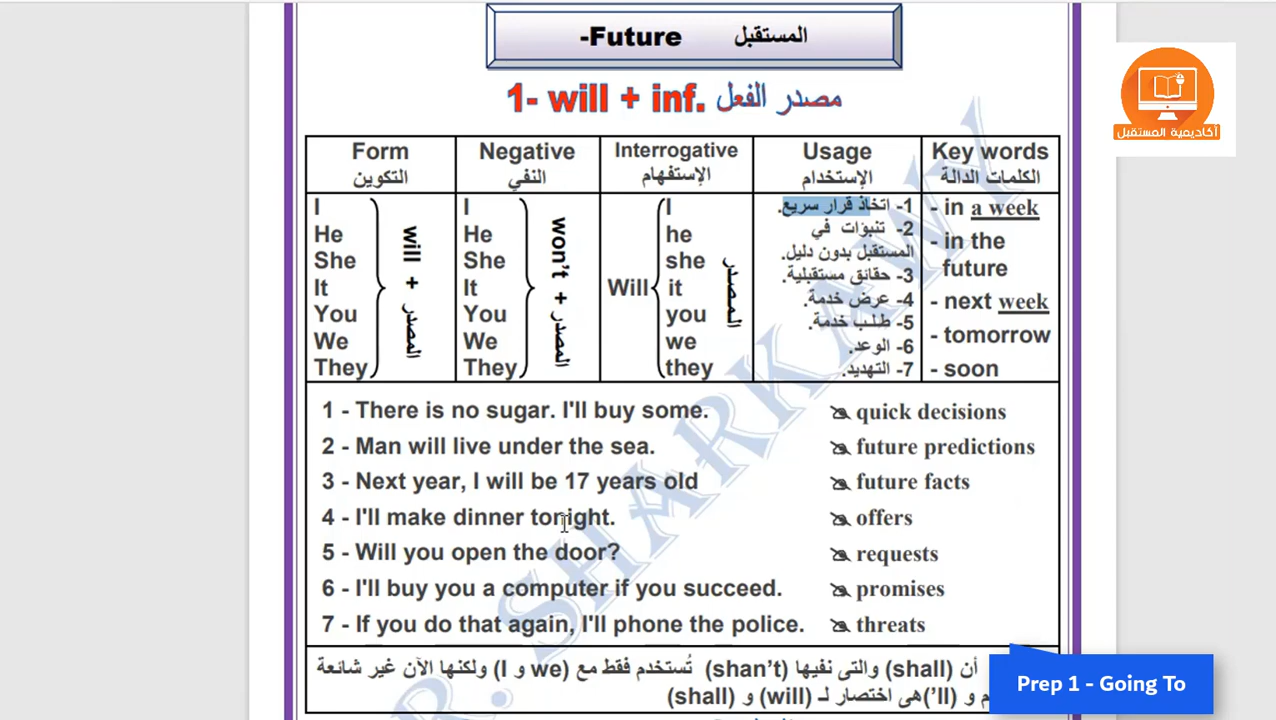 -Future المستقبل
1- will + inf. مصدر الفعل
أكاديمية المستقبل
Form Negative Interrogative Usage Key words
التكوين النفي الإستفهام الإستخدام الكلمات الدالة
I
He
She
It
You
We
They
will + المصدر
I
He
She
It
You
We
They
won't + المصدر
Will
I
he
she
it
you
we
they
المصدر
1- اتخاذ قرار سريع.
2- تنبؤات في
المستقبل بدون دليل.
3- حقائق مستقبلية.
4- عرض خدمة.
5- طلب خدمة.
6- الوعد.
7- التهديد.
- in a week
- in the
future
- next week
- tomorrow
- soon
1 - There is no sugar. I'll buy some. quick decisions
2 - Man will live under the sea. future predictions
3 - Next year, I will be 17 years old future facts
4 - I'll make dinner tonight. offers
5 - Will you open the door? requests
6 - I'll buy you a computer if you succeed. promises
7 - If you do that again, I'll phone the police. threats
أن (shall) والتى نفيها (shan't) تُستخدم فقط مع (we و I) ولكنها الآن غير شائعة
م و ('ll)هى اختصار لـ (will) و (shall)
Prep 1 - Going To
R. SHARKAWY